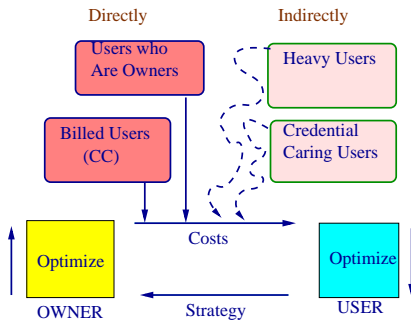 Directly
Indirectly
Users who
Are Owners
Heavy Users
Billed Users
(CC)
Credential
Caring Users
Costs
Optimize
Optimize
OWNER
Strategy
USER